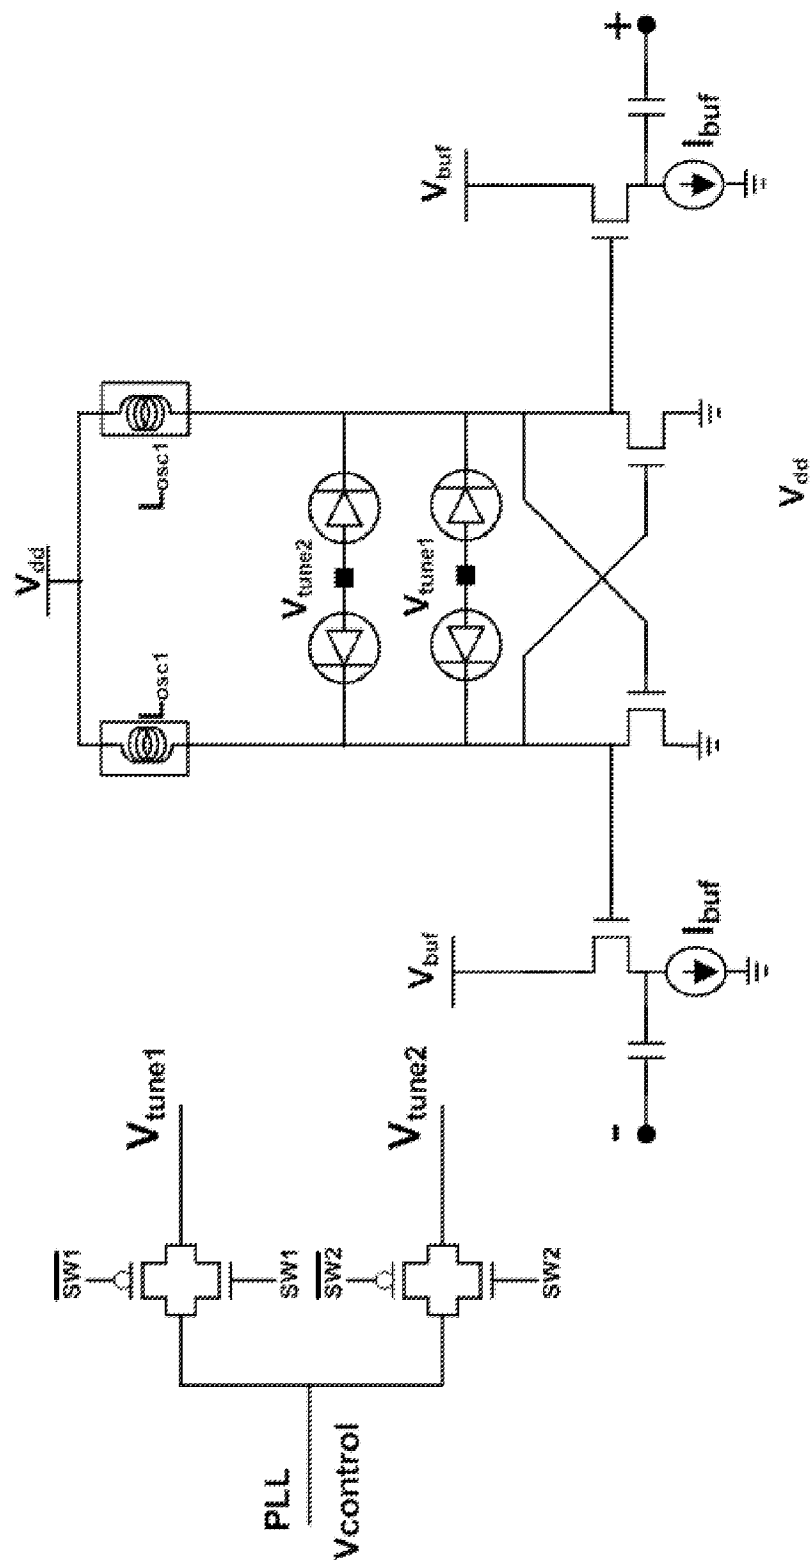 PLL
Vcontrol
SW1
SW1
Vtune1
SW2
SW2
Vtune2
Vbuf
Ibuf
-
Vdd
Losc1
Losc1
Vtune2
Vtune1
Vbuf
Ibuf
+
Vdd